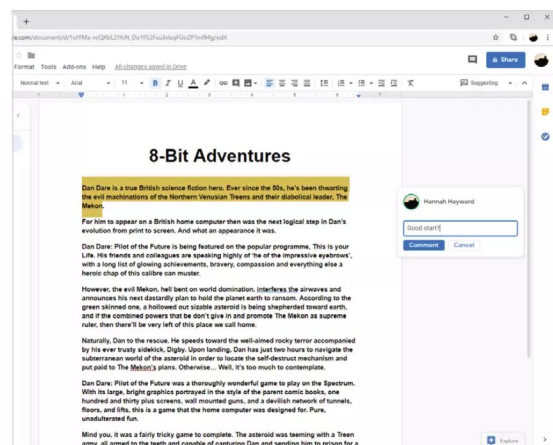 Share
Format Tools Add-ons Help All changes saved in Drive
Normal text Arial 11 B I U A Suggesting
8-Bit Adventures
Dan Dare is a true British science fiction hero. Ever since the 50s, he's been thwarting
the evil machinations of the Northern Venusian Treens and their diabolical leader, The
Mekon.
Hannah Hayward
Good start?
Comment Cancel
For him to appear on a British home computer then was the next logical step in Dan's
evolution from print to screen. And what an appearance it was.
Dan Dare: Pilot of the Future is being featured on the popular programme, This is your
Life. His friends and colleagues are speaking highly of 'he of the impressive eyebrows',
with a long list of glowing achievements, bravery, compassion and everything else a
heroic chap of this calibre can muster.
However, the evil Mekon, hell bent on world domination, interferes the airwaves and
announces his next dastardly plan to hold the planet earth to ransom. According to the
green skinned one, a hollowed out sizable asteroid is being shepherded toward earth,
and if the combined powers that be don't give in and promote The Mekon as supreme
ruler, then there'll be very left of this place we call home.
Naturally, Dan to the rescue. He speeds toward the well-aimed rocky terror accompanied
by his ever trusty sidekick, Digby. Upon landing, Dan has just two hours to navigate the
subterranean world of the asteroid in order to locate the self-destruct mechanism and
put paid to The Mekon's plans. Otherwise... Well, it's too much to contemplate.
Dan Dare: Pilot of the Future was a thoroughly wonderful game to play on the Spectrum.
With its large, bright graphics portrayed in the style of the parent comic books, one
hundred and thirty plus screens, wall mounted guns, and a devilish network of tunnels,
floors, and lifts, this is a game that the home computer was designed for. Pure,
unadulterated fun.
Mind you, it was a fairly tricky game to complete. The asteroid was teeming with a Treen
army, all armed to the teeth and capable of capturing Dan and sending him to prison for a
Explore